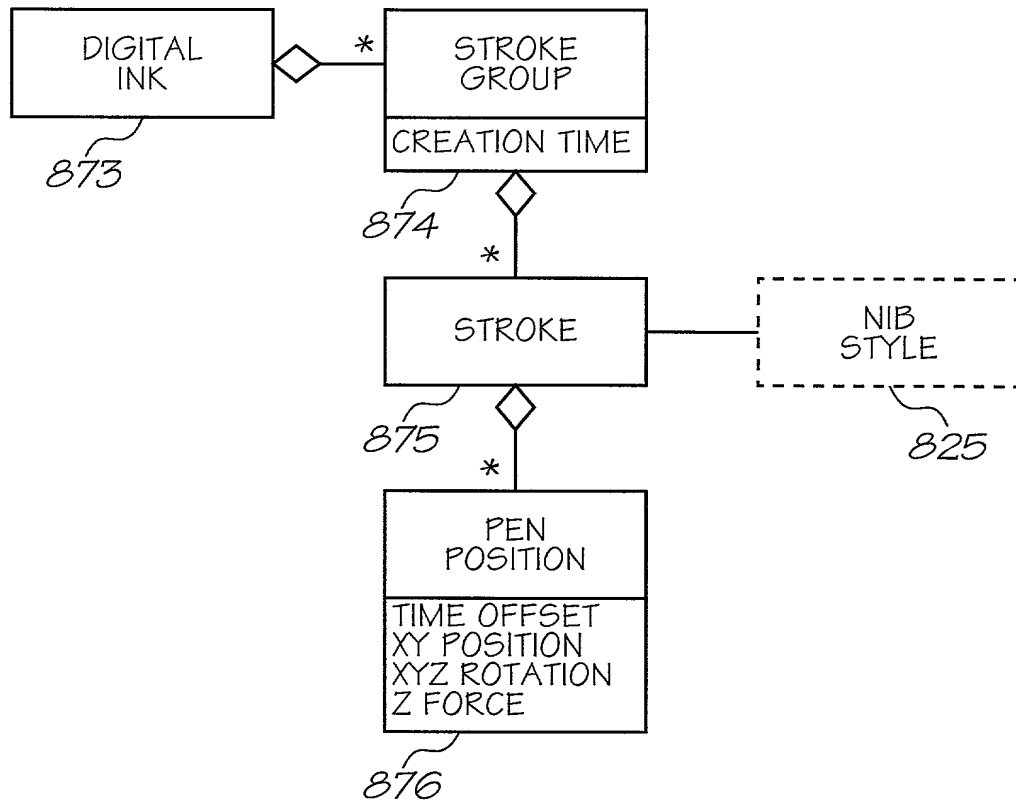 DIGITAL
INK
*
STROKE
GROUP
CREATION TIME
873
874
*
STROKE
NIB
STYLE
875
825
*
PEN
POSITION
TIME OFFSET
XY POSITION
XYZ ROTATION
Z FORCE
876